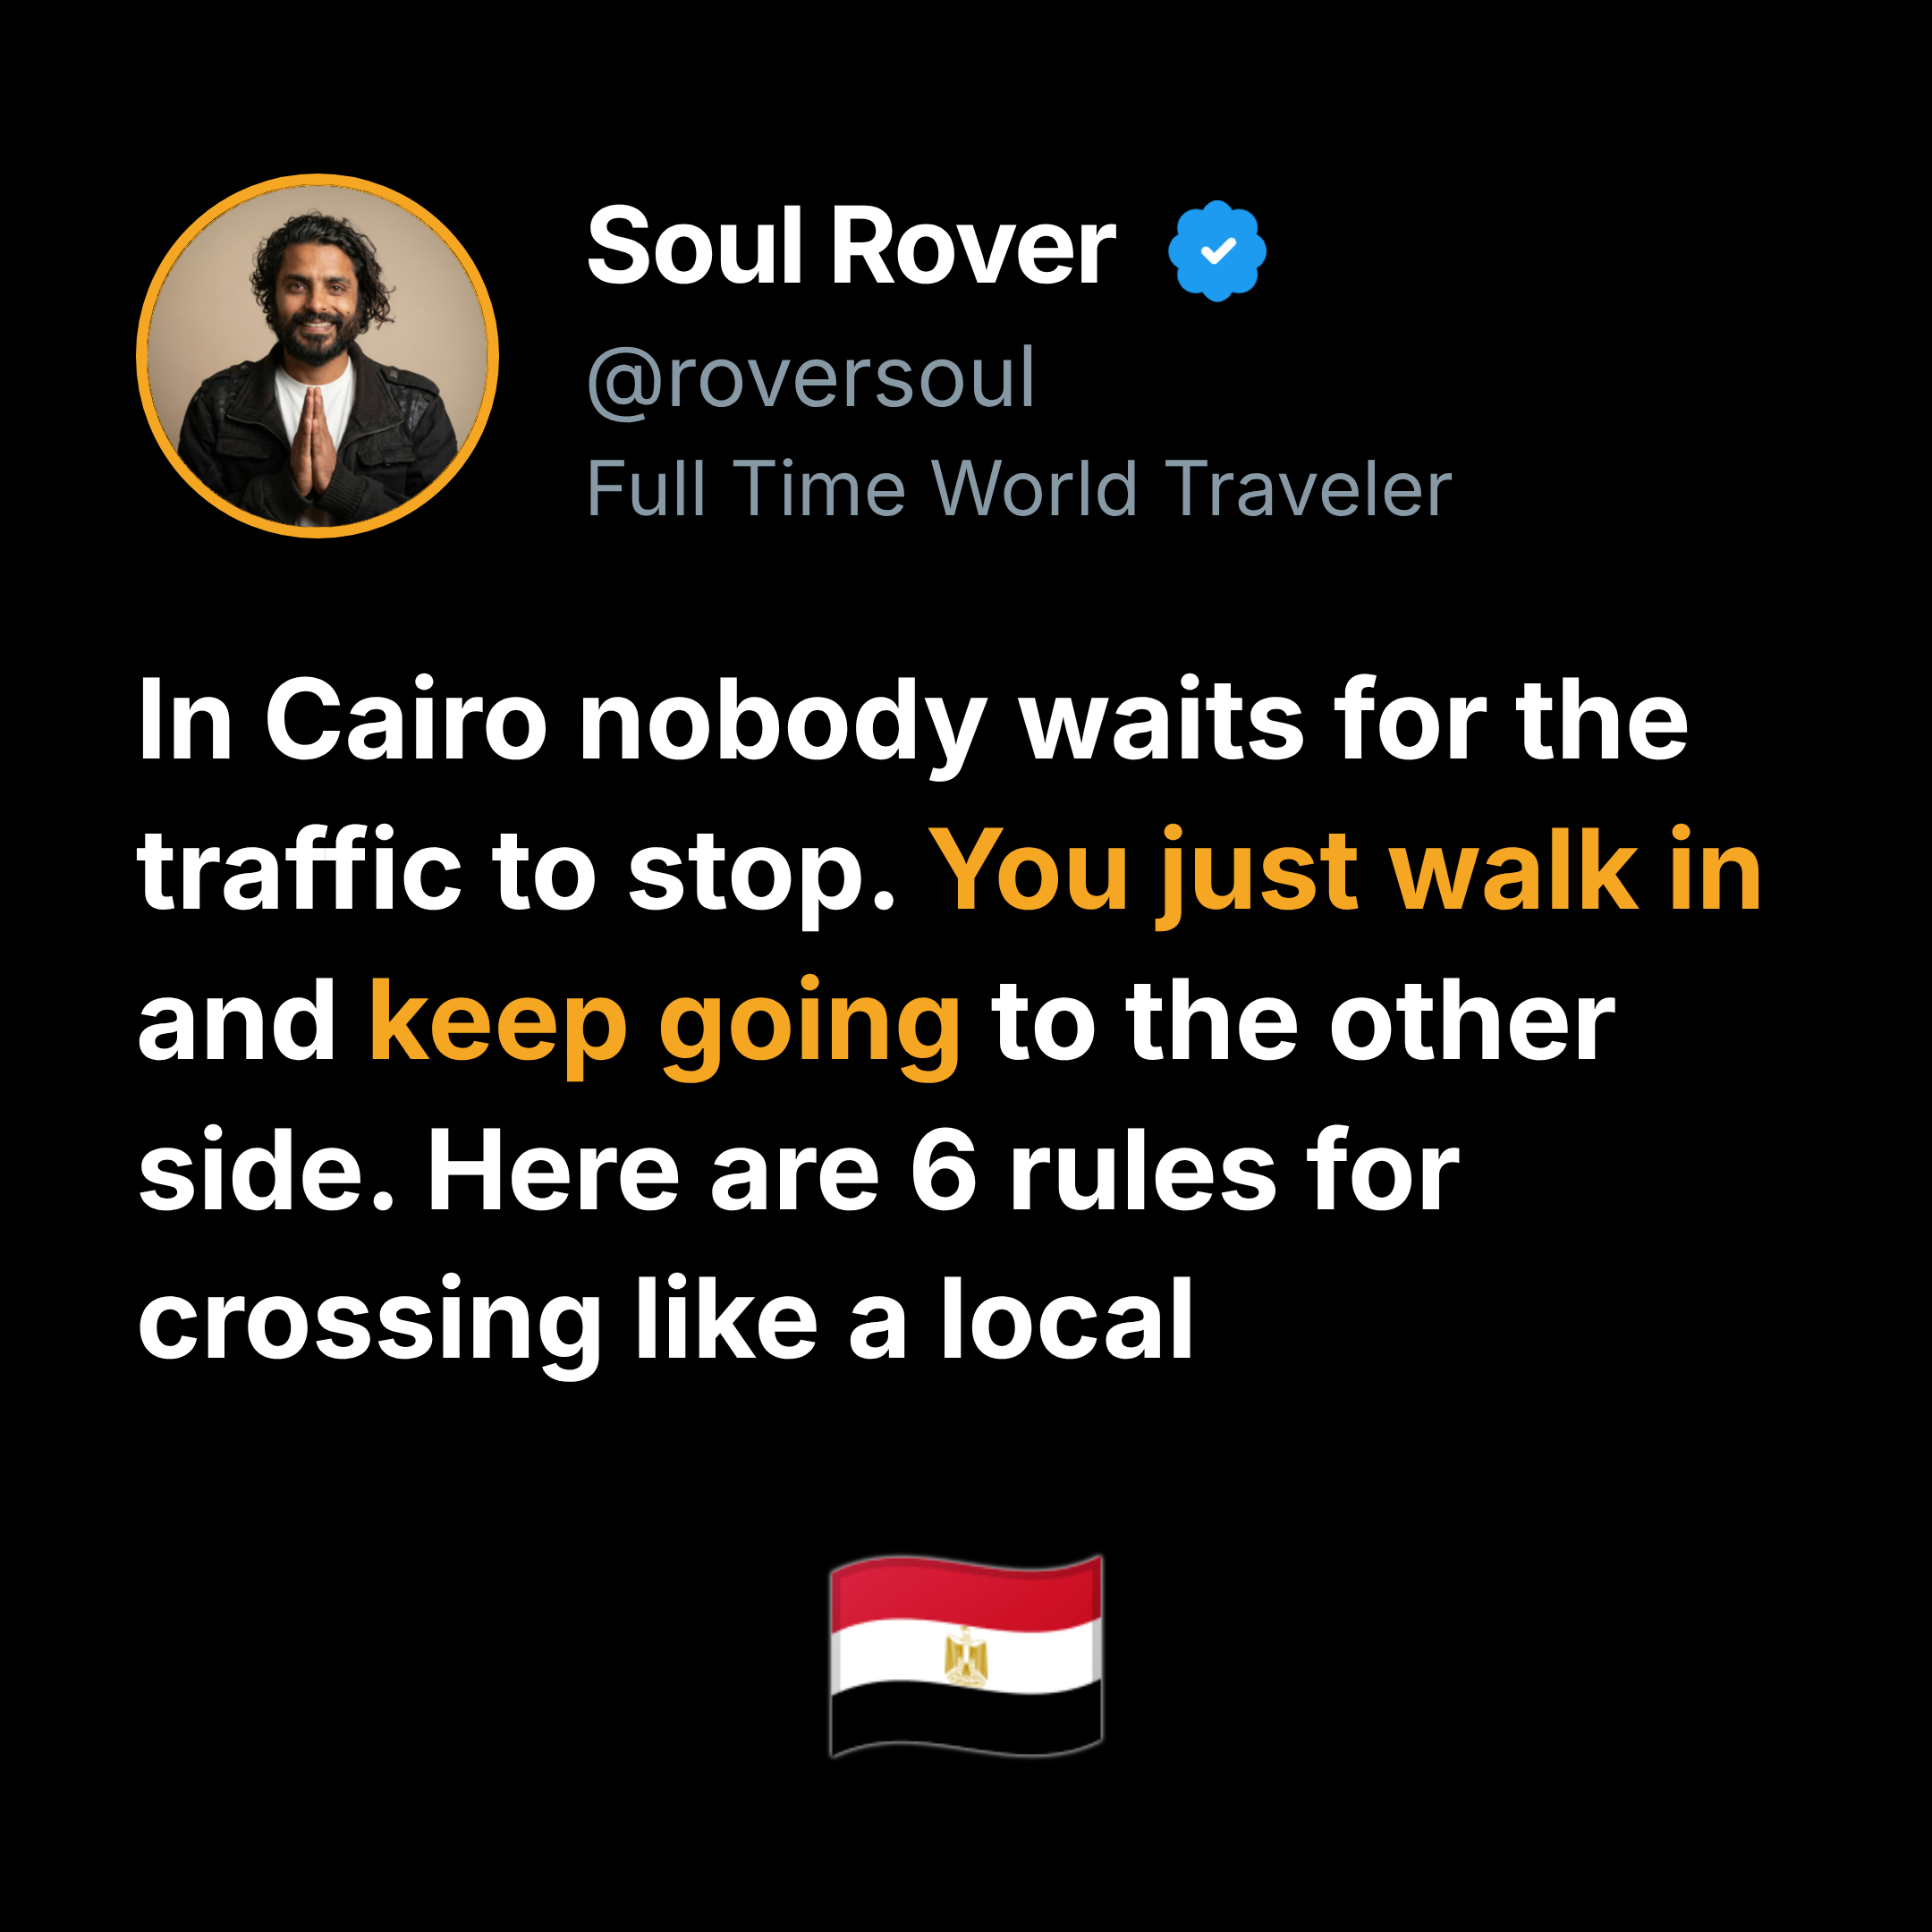 Soul Rover
@roversoul
Full Time World Traveler
In Cairo nobody waits for the
traffic to stop. You just walk in
and keep going to the other
side. Here are 6 rules for
crossing like a local